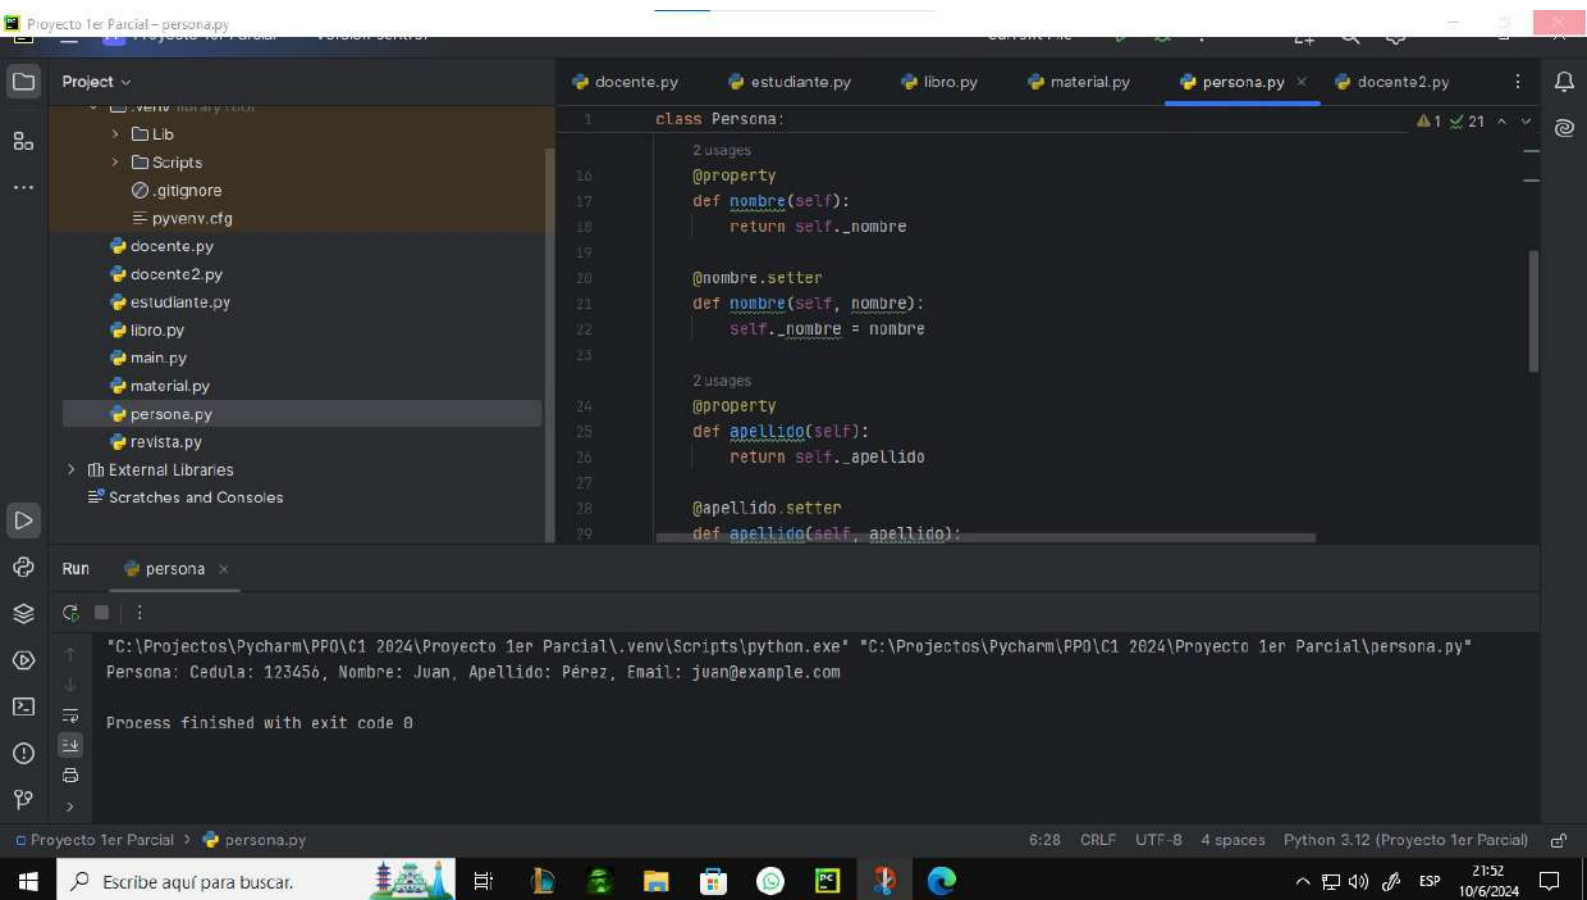 Proyecto 1er Parcial – persona.py
Project
docente.py
estudiante.py
libro.py
material.py
persona.py
docente2.py
.venv library root
Lib
Scripts
.gitignore
pyvenv.cfg
docente.py
docente2.py
estudiante.py
libro.py
main.py
material.py
persona.py
revista.py
External Libraries
Scratches and Consoles
1 class Persona:
1 21
2 usages
16 @property
17 def nombre(self):
18 return self._nombre
19
20 @nombre.setter
21 def nombre(self, nombre):
22 self._nombre = nombre
23
2 usages
24 @property
25 def apellido(self):
26 return self._apellido
27
28 @apellido.setter
29 def apellido(self, apellido):
Run persona
"C:\Projectos\Pycharm\PPO\C1 2024\Proyecto 1er Parcial\.venv\Scripts\python.exe" "C:\Projectos\Pycharm\PPO\C1 2024\Proyecto 1er Parcial\persona.py"
Persona: Cedula: 123456, Nombre: Juan, Apellido: Pérez, Email: juan@example.com
Process finished with exit code 0
Proyecto 1er Parcial > persona.py
6:28 CRLF UTF-8 4 spaces Python 3.12 (Proyecto 1er Parcial)
Escribe aquí para buscar.
ESP
21:52
10/6/2024